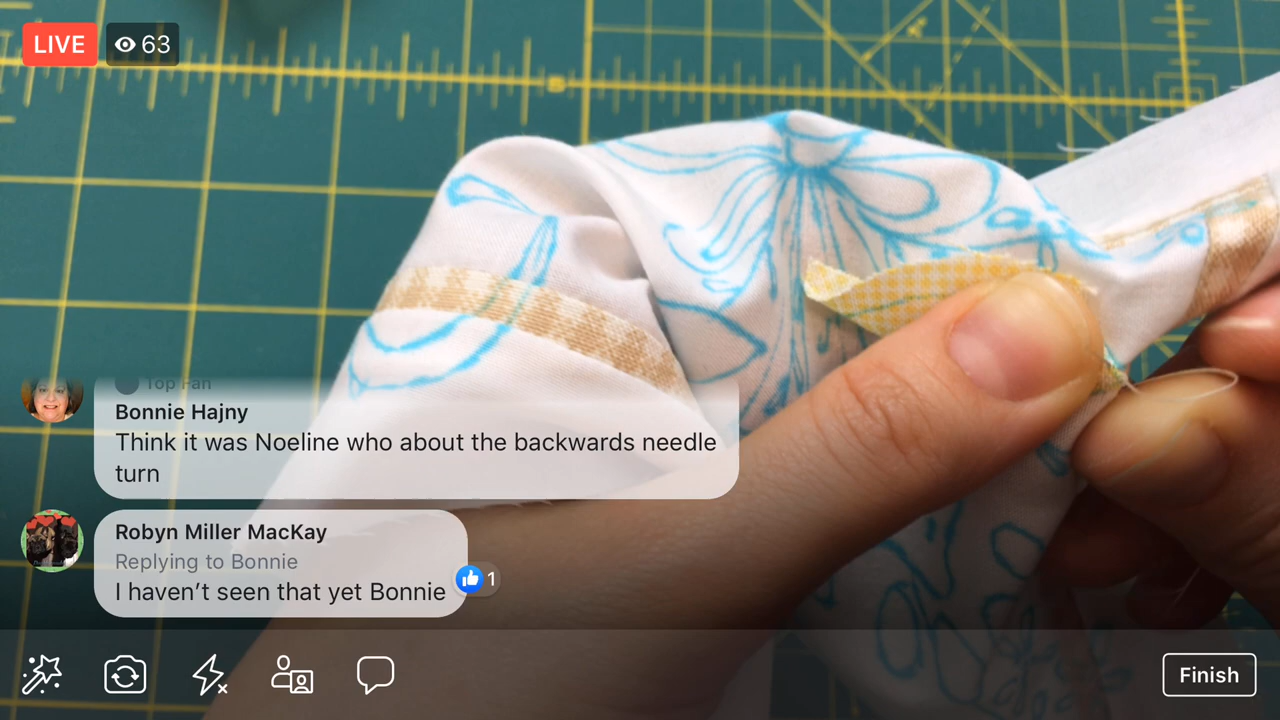 LIVE 63
Top Fan
Bonnie Hajny
Think it was Noeline who about the backwards needle
turn
Robyn Miller MacKay
Replying to Bonnie
I haven't seen that yet Bonnie
1
Finish